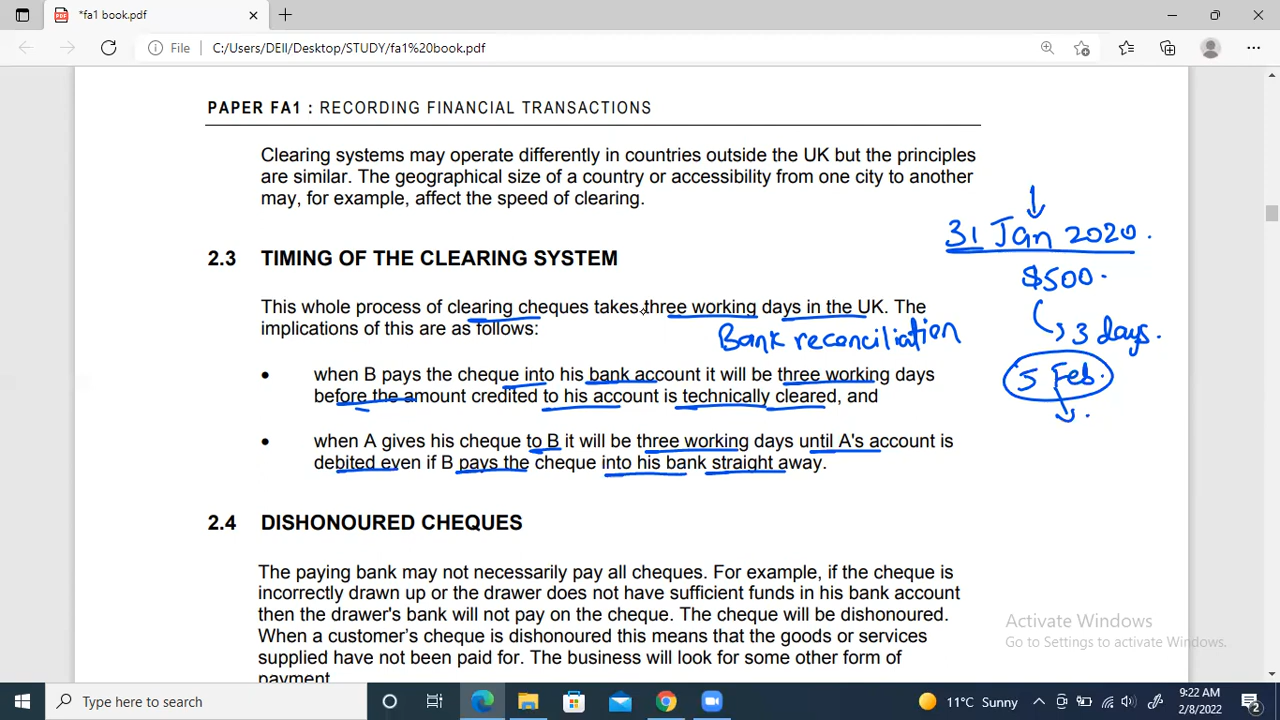 *fa1 book.pdf
File
C:/Users/DEll/Desktop/STUDY/fa1%20book.pdf
PAPER FA1 : RECORDING FINANCIAL TRANSACTIONS
Clearing systems may operate differently in countries outside the UK but the principles
are similar. The geographical size of a country or accessibility from one city to another
may, for example, affect the speed of clearing.
31 Jan 2020.
2.3 TIMING OF THE CLEARING SYSTEM
$500.
This whole process of clearing cheques takes three working days in the UK. The
implications of this are as follows:
Bank reconciliation
3 days.
• when B pays the cheque into his bank account it will be three working days
before the amount credited to his account is technically cleared, and
5 Feb.
• when A gives his cheque to B it will be three working days until A's account is
debited even if B pays the cheque into his bank straight away.
2.4 DISHONOURED CHEQUES
The paying bank may not necessarily pay all cheques. For example, if the cheque is
incorrectly drawn up or the drawer does not have sufficient funds in his bank account
then the drawer's bank will not pay on the cheque. The cheque will be dishonoured.
When a customer's cheque is dishonoured this means that the goods or services
supplied have not been paid for. The business will look for some other form of
payment.
Activate Windows
Go to Settings to activate Windows.
Type here to search
11°C Sunny
9:22 AM
2/8/2022
2